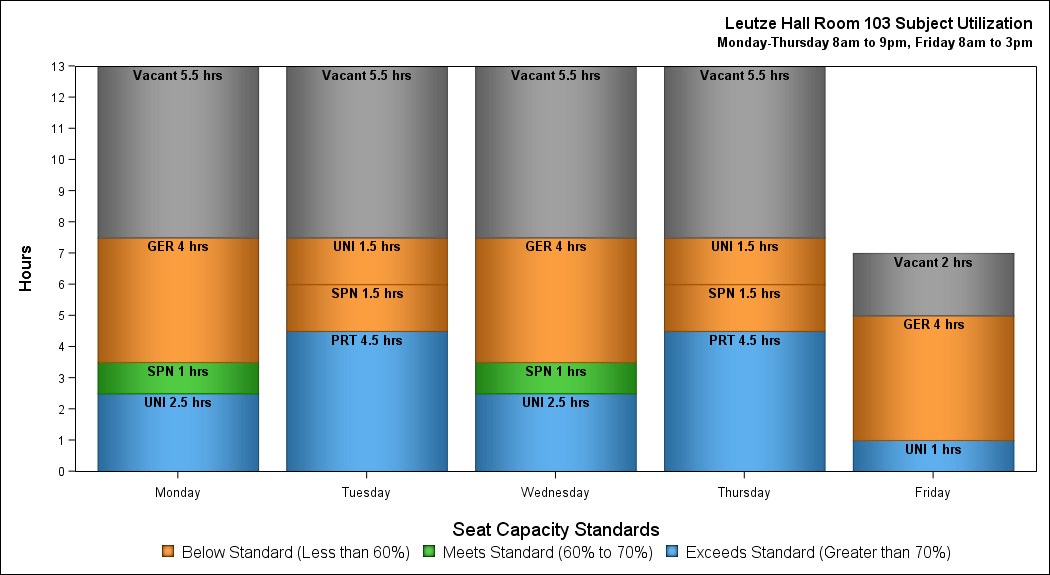 Leutze Hall Room 103 Subject Utilization
Monday-Thursday 8am to 9pm, Friday 8am to 3pm
Hours
13
12
11
10
9
8
7
6
5
4
3
2
1
0
Vacant 5.5 hrs
GER 4 hrs
SPN 1 hrs
UNI 2.5 hrs
Vacant 5.5 hrs
UNI 1.5 hrs
SPN 1.5 hrs
PRT 4.5 hrs
Vacant 5.5 hrs
GER 4 hrs
SPN 1 hrs
UNI 2.5 hrs
Vacant 5.5 hrs
UNI 1.5 hrs
SPN 1.5 hrs
PRT 4.5 hrs
Vacant 2 hrs
GER 4 hrs
UNI 1 hrs
Monday Tuesday Wednesday Thursday Friday
Seat Capacity Standards
Below Standard (Less than 60%) Meets Standard (60% to 70%) Exceeds Standard (Greater than 70%)